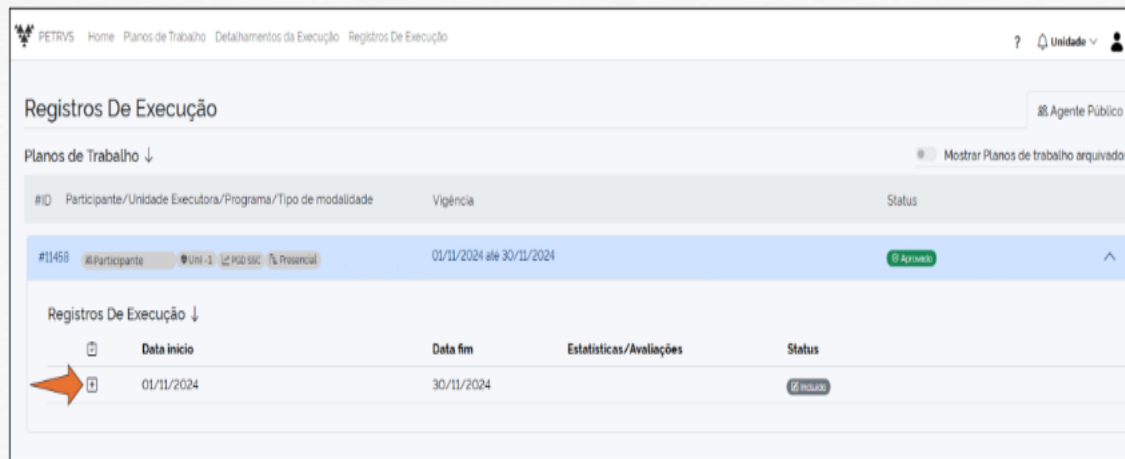 PETRVS Home Planos de Trabalho Detalhamentos da Execução Registros De Execução ? Unidade
Registros De Execução
Agente Público
Planos de Trabalho ↓
Mostrar Planos de trabalho arquivados
#ID Participante/Unidade Executora/Programa/Tipo de modalidade Vigência Status
#11458 Participante Uni -1 PGD SSC Presencial 01/11/2024 até 30/11/2024 Aprovado
Registros De Execução ↓
Data início Data fim Estatísticas/Avaliações Status
01/11/2024 30/11/2024 Incluído